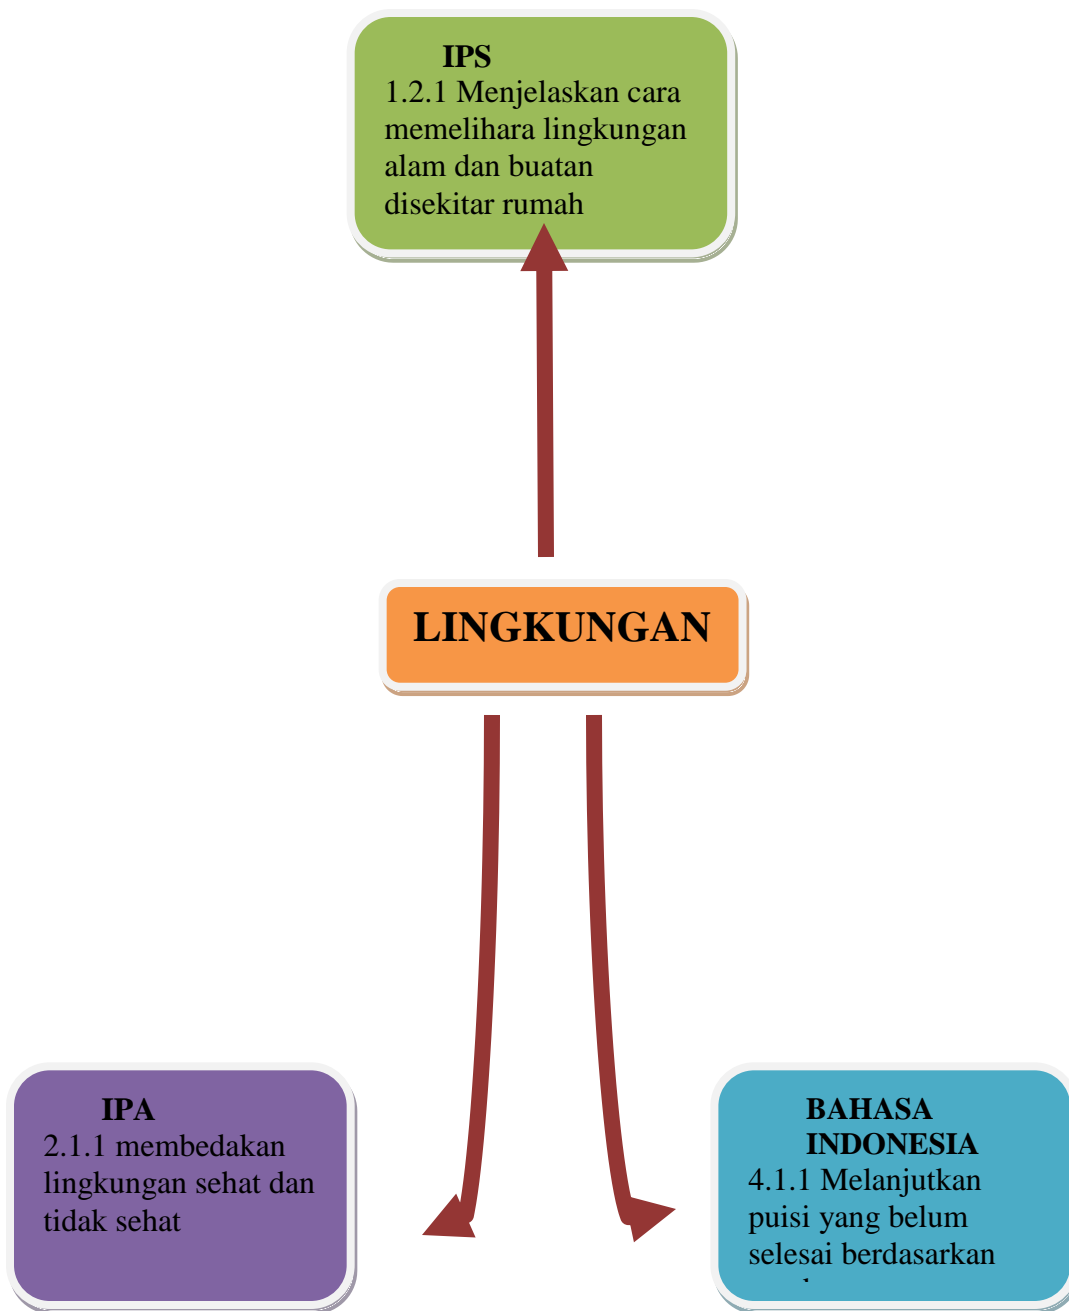 IPS
1.2.1 Menjelaskan cara
memelihara lingkungan
alam dan buatan
disekitar rumah
LINGKUNGAN
IPA
2.1.1 membedakan
lingkungan sehat dan
tidak sehat
BAHASA
INDONESIA
4.1.1 Melanjutkan
puisi yang belum
selesai berdasarkan